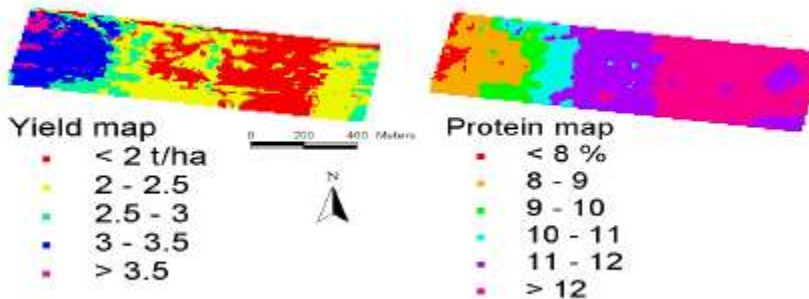 Yield map
< 2 t/ha
2 - 2.5
2.5 - 3
3 - 3.5
> 3.5
0 200 400 Meters
N
Protein map
< 8 %
8 - 9
9 - 10
10 - 11
11 - 12
> 12